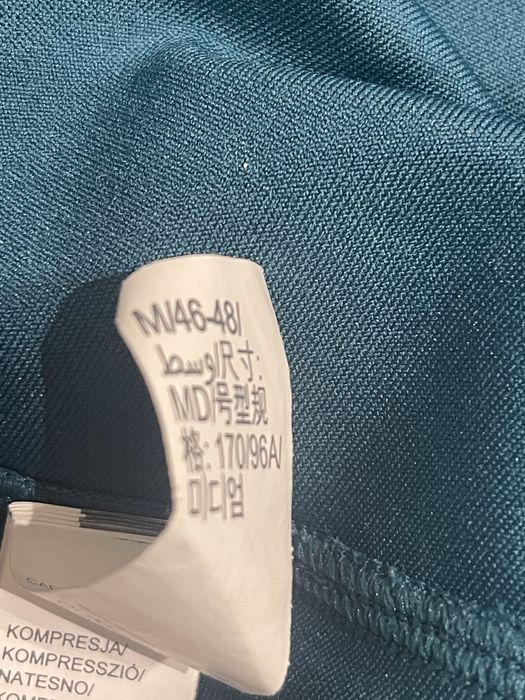 M/46-48/
وسط/尺寸:
MD/号型规
格: 170/96A/
미디엄
KOMPRESJA/
KOMPRESSZIÓ/
NATESNO/